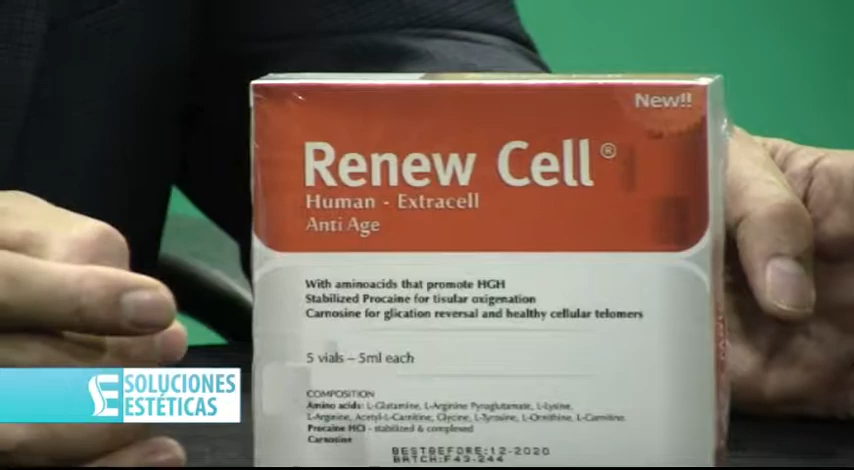 New!!
Renew Cell®
Human - Extracell
Anti Age
With aminoacids that promote HGH
Stabilized Procaine for tisular oxigenation
Carnosine for glication reversal and healthy cellular telomers
5 vials – 5ml each
COMPOSITION
Amino acids: L-Glutamine, L-Arginine Pyroglutamate, L-Lysine,
L-Arginine, Acetyl-L-Carnitine, Glycine, L-Tyrosine, L-Ornithine, L-Carnitine.
Procaine HCl - stabilized & complexed
Carnosine
BESTBEFORE:12-2020
BATCH:F43-244
SOLUCIONES
ESTÉTICAS